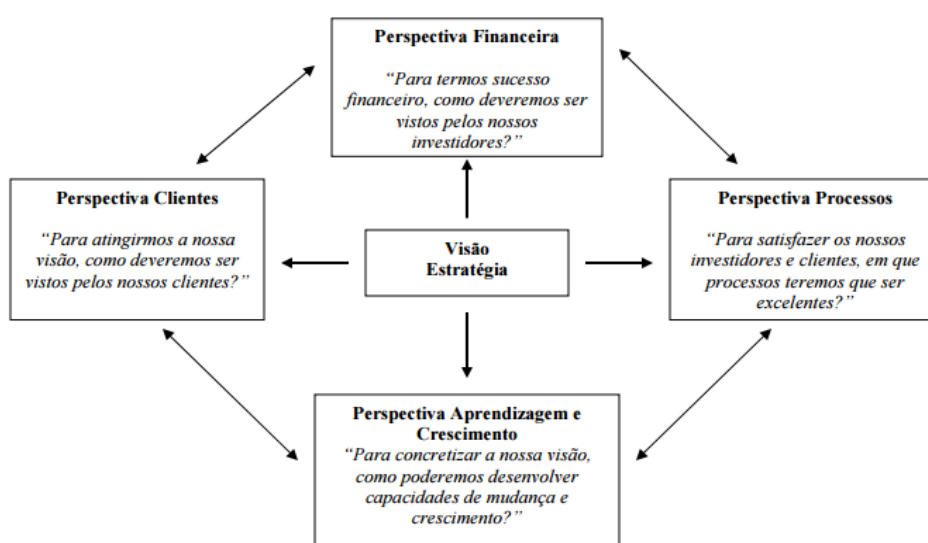 Perspectiva Financeira
“Para termos sucesso
financeiro, como deveremos ser
vistos pelos nossos
investidores?”
Perspectiva Clientes
“Para atingirmos a nossa
visão, como deveremos ser
vistos pelos nossos clientes?”
Visão
Estratégia
Perspectiva Processos
“Para satisfazer os nossos
investidores e clientes, em que
processos teremos que ser
excelentes?”
Perspectiva Aprendizagem e
Crescimento
“Para concretizar a nossa visão,
como poderemos desenvolver
capacidades de mudança e
crescimento?”